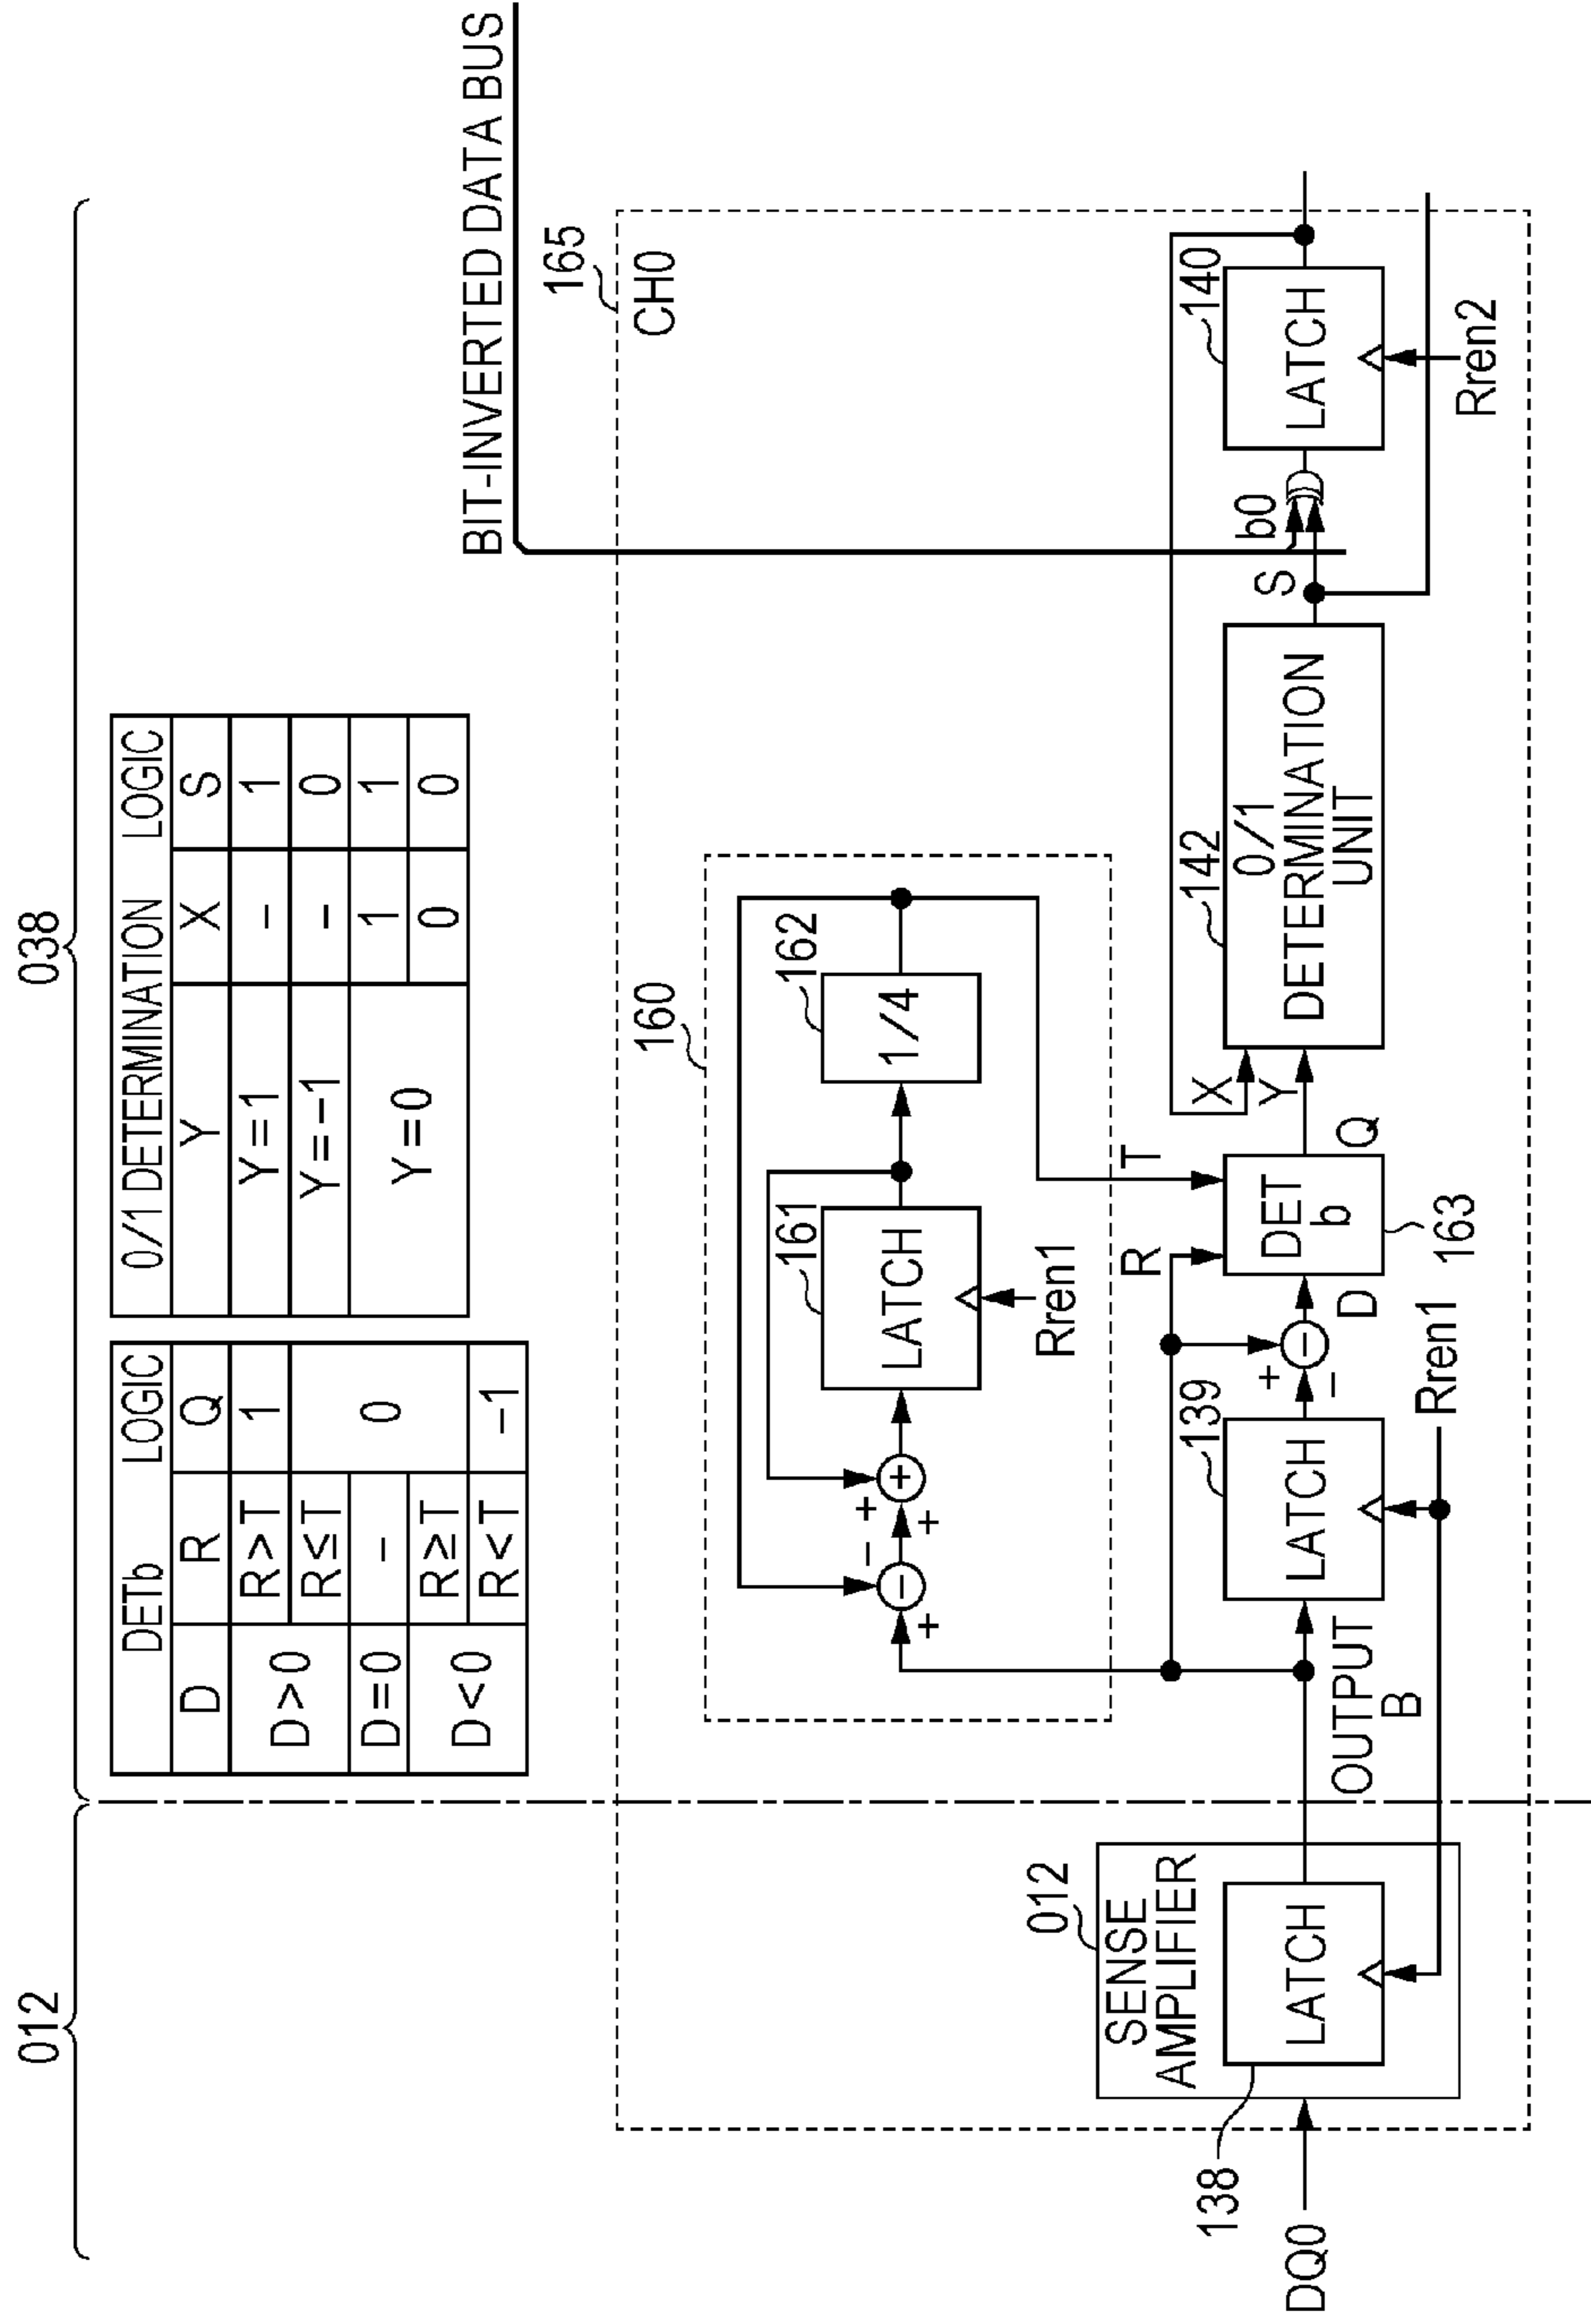 012
038
DETb LOGIC
D R Q
D>0 R>T 1
R≤T 0
D=0 -
D<0 R≥T
R<T -1
0/1 DETERMINATION LOGIC
Y X S
Y=1 - 1
Y=-1 - 0
Y=0 1 1
0 0
BIT-INVERTED DATA BUS
165
CH0
160
161
LATCH
Rren1
162
1/4
+
-
-
+
+
+
012
SENSE
AMPLIFIER
LATCH
138
DQ0
OUTPUT
B
139
LATCH
Rren1
+
-
-
D
R
T
DET
b
163
Q
X
Y
142
0/1
DETERMINATION
UNIT
S
b0
140
LATCH
Rren2